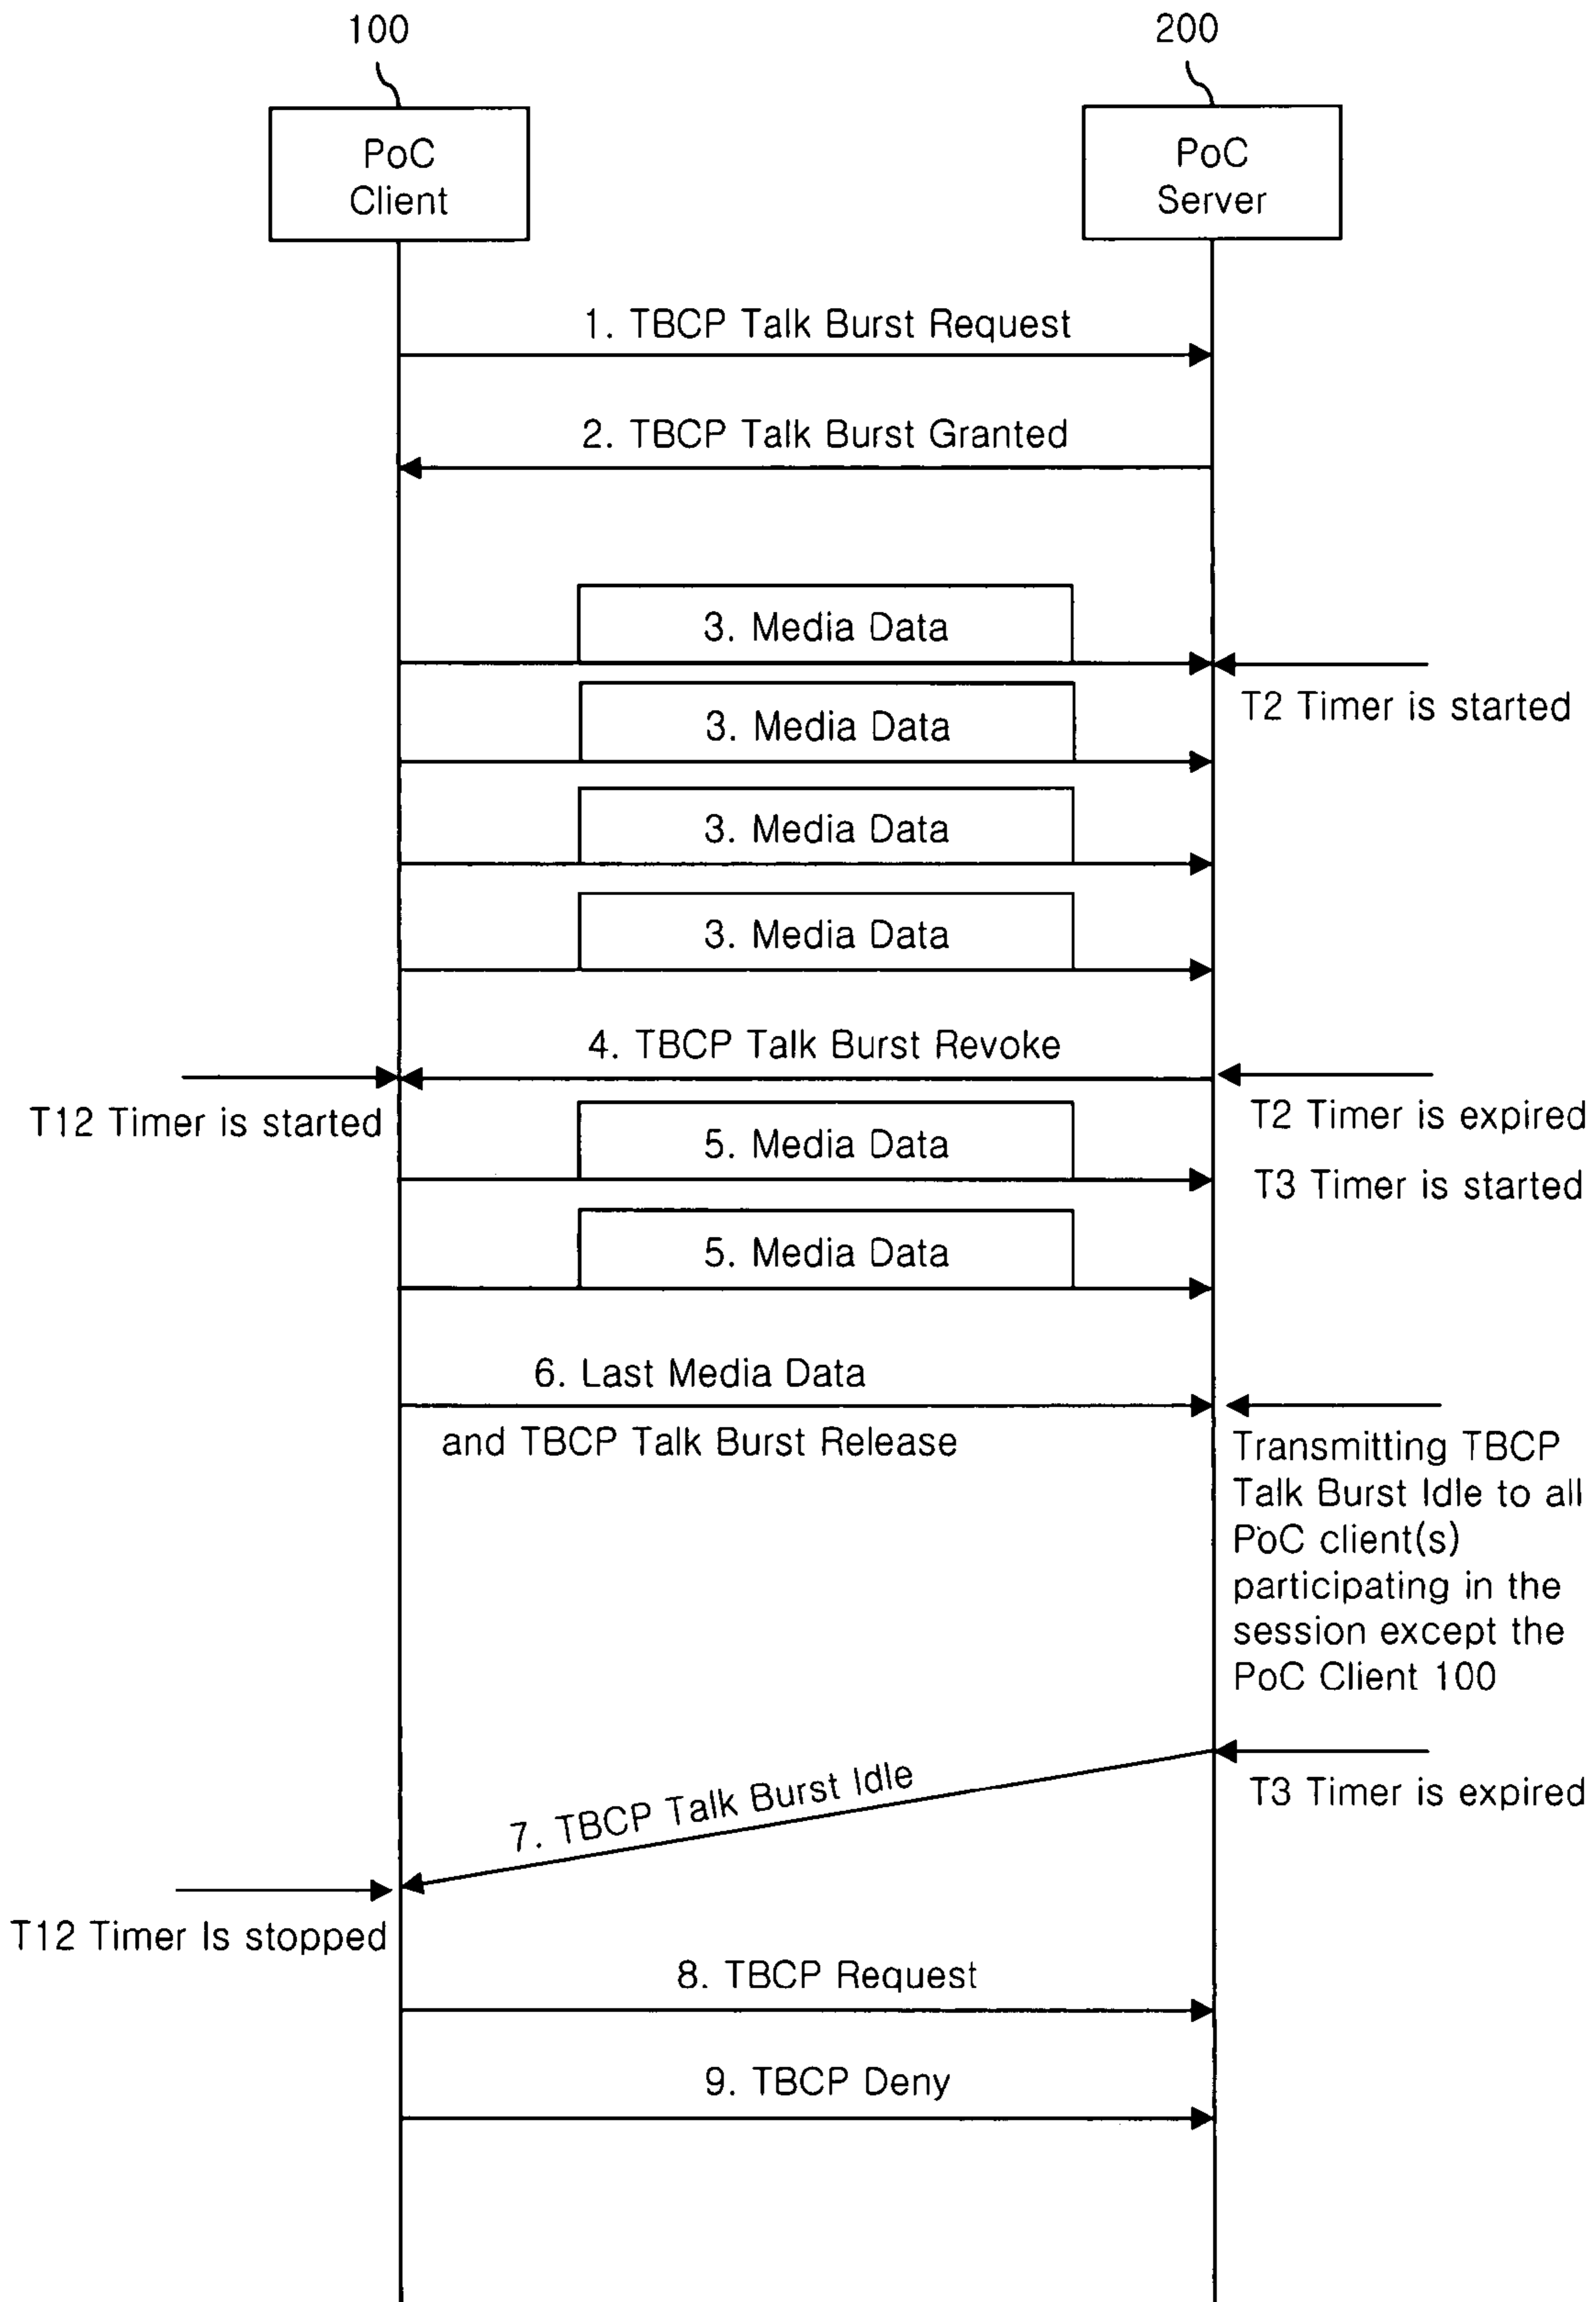 100
200
PoC
Client
PoC
Server
1. TBCP Talk Burst Request
2. TBCP Talk Burst Granted
3. Media Data
T2 Timer is started
3. Media Data
3. Media Data
3. Media Data
4. TBCP Talk Burst Revoke
T12 Timer is started
T2 Timer is expired
5. Media Data
T3 Timer is started
5. Media Data
6. Last Media Data
and TBCP Talk Burst Release
Transmitting TBCP
Talk Burst Idle to all
PoC client(s)
participating in the
session except the
PoC Client 100
7. TBCP Talk Burst Idle
T3 Timer is expired
T12 Timer Is stopped
8. TBCP Request
9. TBCP Deny